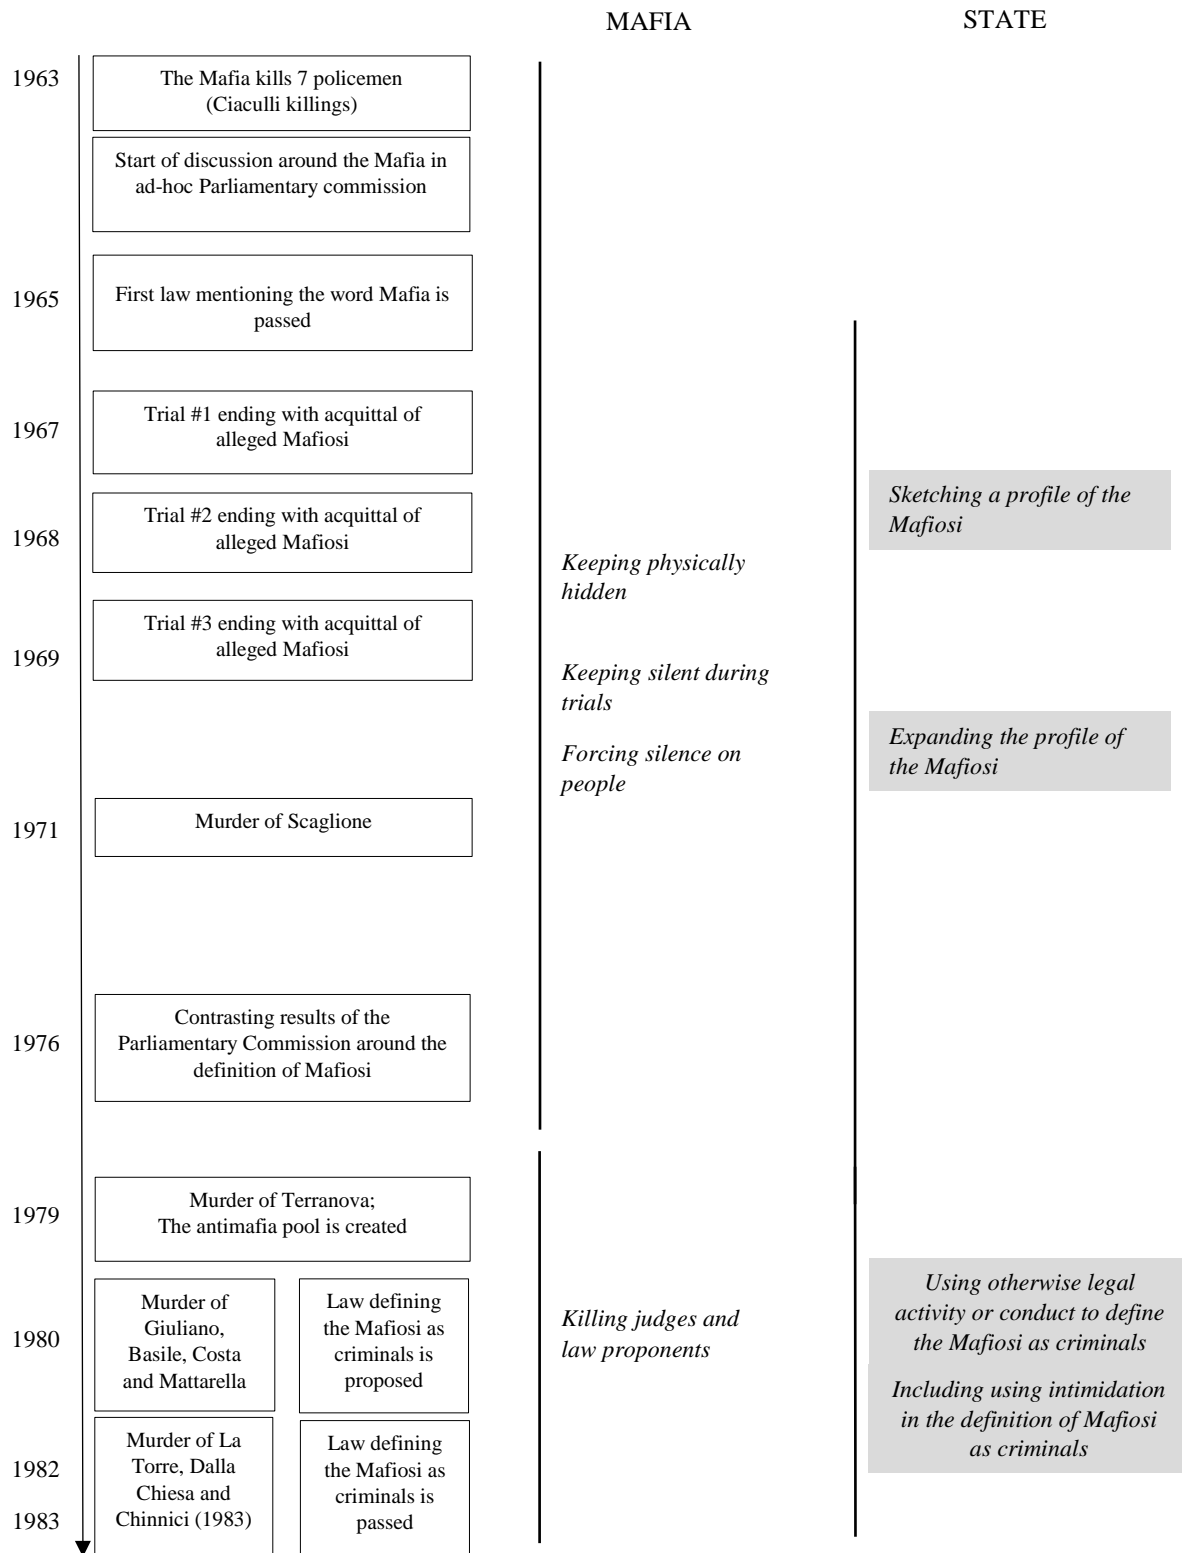 MAFIA
STATE
1963
The Mafia kills 7 policemen
(Ciaculli killings)
Start of discussion around the Mafia in
ad-hoc Parliamentary commission
1965
First law mentioning the word Mafia is
passed
1967
Trial #1 ending with acquittal of
alleged Mafiosi
Sketching a profile of the
Mafiosi
1968
Trial #2 ending with acquittal of
alleged Mafiosi
Keeping physically
hidden
1969
Trial #3 ending with acquittal of
alleged Mafiosi
Keeping silent during
trials
Forcing silence on
people
Expanding the profile of
the Mafiosi
1971
Murder of Scaglione
1976
Contrasting results of the
Parliamentary Commission around the
definition of Mafiosi
1979
Murder of Terranova;
The antimafia pool is created
1980
Murder of
Giuliano,
Basile, Costa
and Mattarella
Law defining
the Mafiosi as
criminals is
proposed
Killing judges and
law proponents
Using otherwise legal
activity or conduct to define
the Mafiosi as criminals
Including using intimidation
in the definition of Mafiosi
as criminals
1982
1983
Murder of La
Torre, Dalla
Chiesa and
Chinnici (1983)
Law defining
the Mafiosi as
criminals is
passed